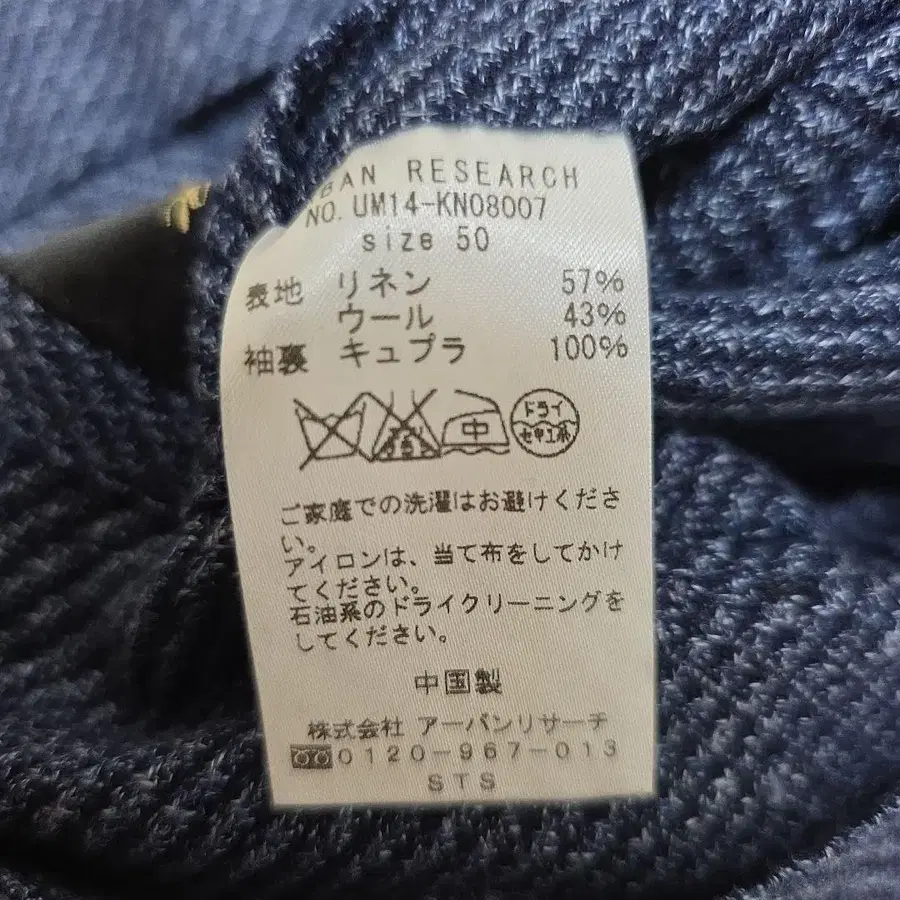 BAN RESEARCH
NO. UM14-KN08007
size 50
表地 リネン 57%
ウール 43%
袖裏 キュプラ 100%
中 ドライ
セキユ系
ご家庭での洗濯はお避けくださ
い。
アイロンは、当て布をしてかけ
てください。
石油系のドライクリーニングを
してください。
中国製
株式会社 アーバンリサーチ
0120-967-013
STS